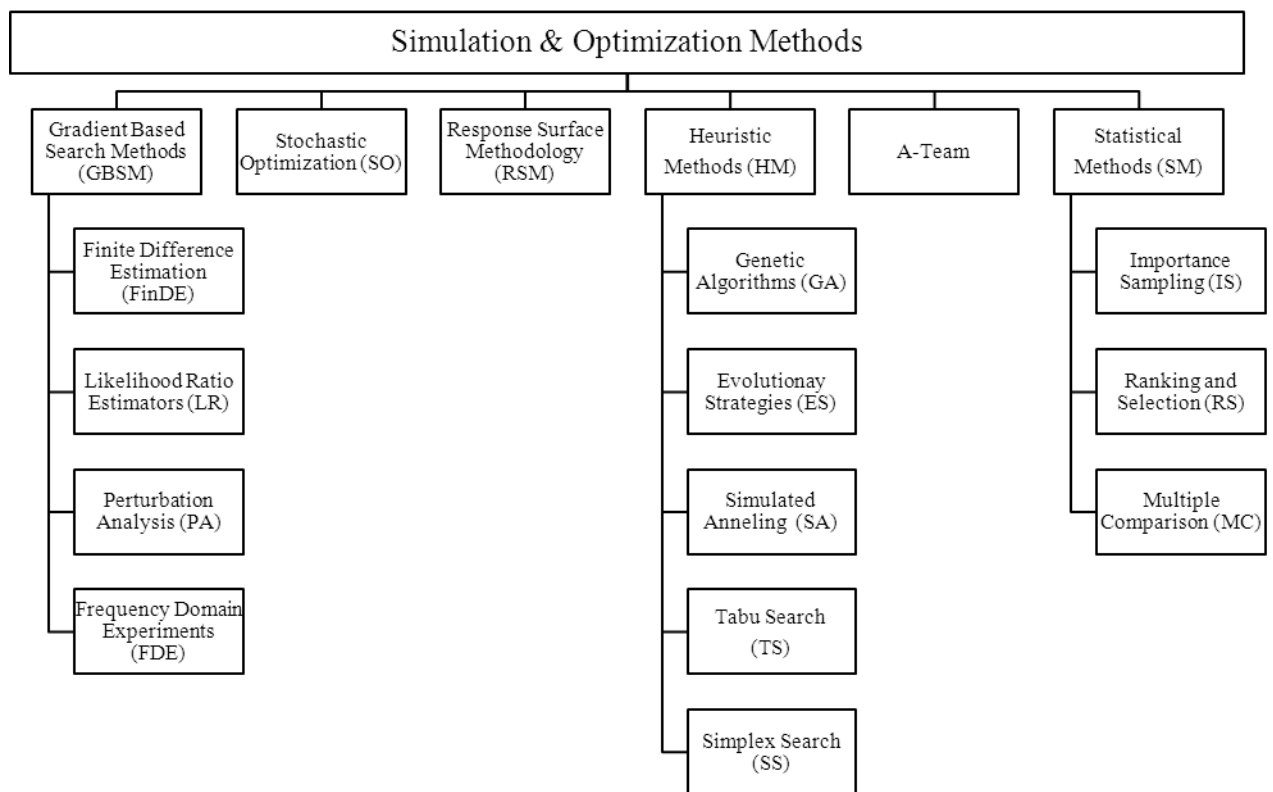 Simulation & Optimization Methods
Gradient Based
Search Methods
(GBSM)
Stochastic
Optimization (SO)
Response Surface
Methodology
(RSM)
Heuristic
Methods (HM)
A-Team
Statistical
Methods (SM)
Finite Difference
Estimation
(FinDE)
Likelihood Ratio
Estimators (LR)
Perturbation
Analysis (PA)
Frequency Domain
Experiments
(FDE)
Genetic
Algorithms (GA)
Evolutionay
Strategies (ES)
Simulated
Anneling (SA)
Tabu Search
(TS)
Simplex Search
(SS)
Importance
Sampling (IS)
Ranking and
Selection (RS)
Multiple
Comparison (MC)